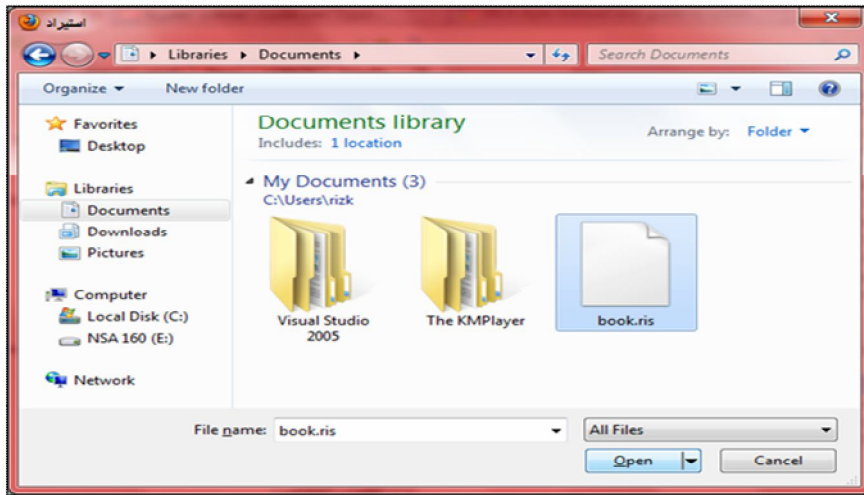 استيراد
Libraries Documents
Search Documents
Organize New folder
Favorites
Desktop
Libraries
Documents
Downloads
Pictures
Computer
Local Disk (C:)
NSA 160 (E:)
Network
Documents library
Includes: 1 location
Arrange by: Folder
My Documents (3)
C:\Users\rizk
Visual Studio
2005
The KMPlayer
book.ris
File name: book.ris
All Files
Open Cancel